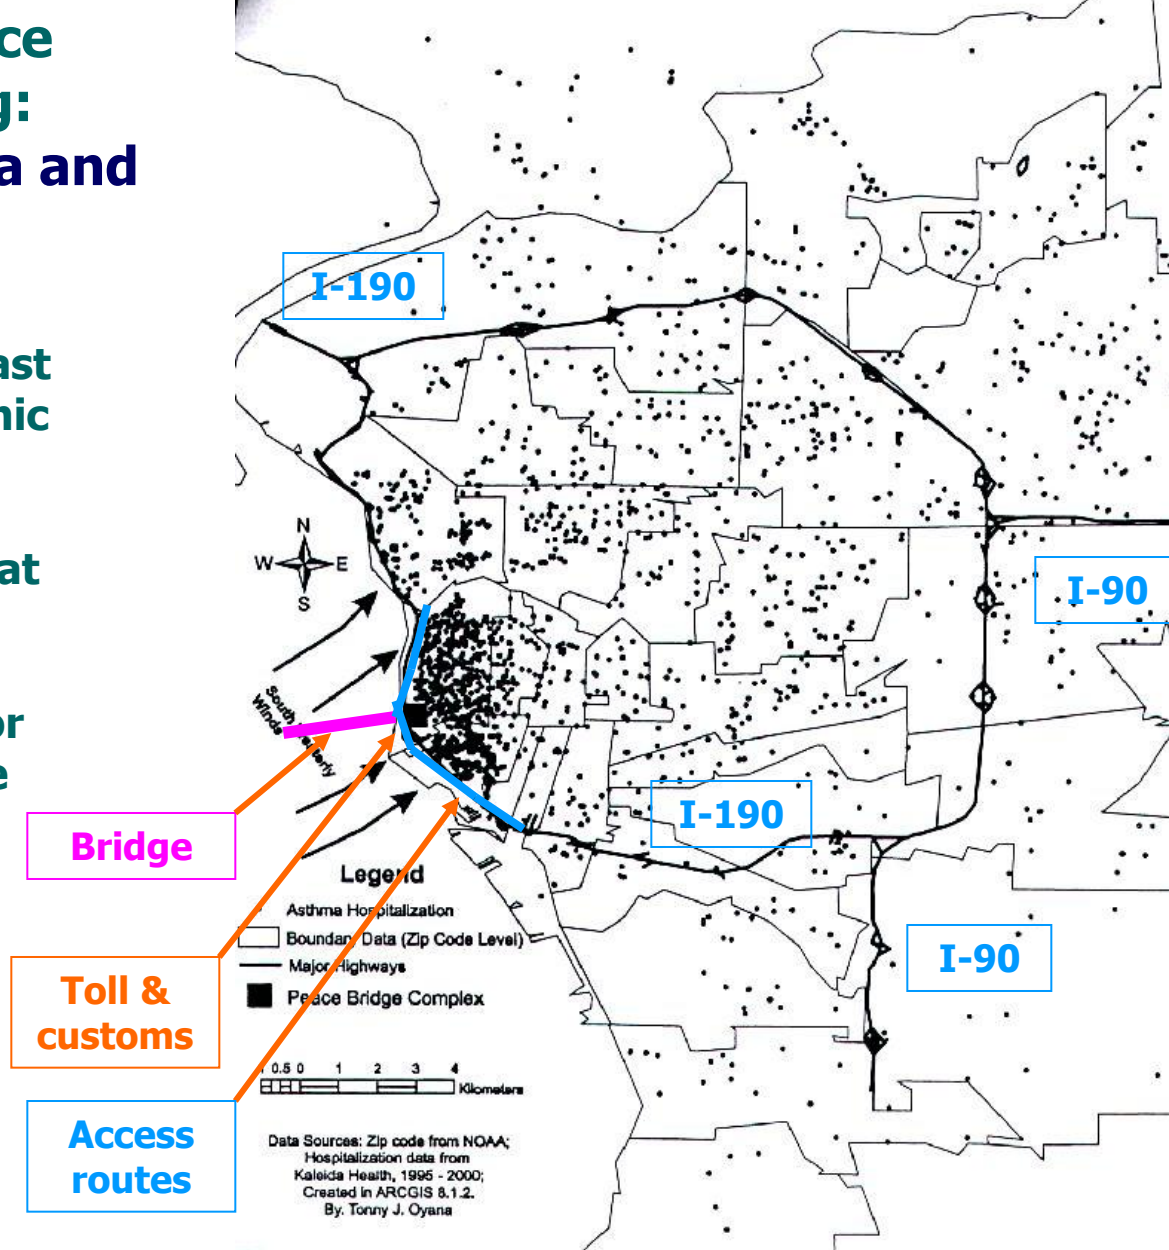 ce
g:
a and
I-190
ast
nic
N
W E
S
at
I-90
South Westerly
Winds
or
e
Bridge
I-190
Legend
Asthma Hospitalization
Boundary Data (Zip Code Level)
Major Highways
Peace Bridge Complex
I-90
Toll &
customs
1 0.5 0 1 2 3 4
Kilometers
Access
routes
Data Sources: Zip code from NOAA;
Hospitalization data from
Kaleida Health, 1995 - 2000;
Created in ARCGIS 8.1.2.
By. Tonny J. Oyana